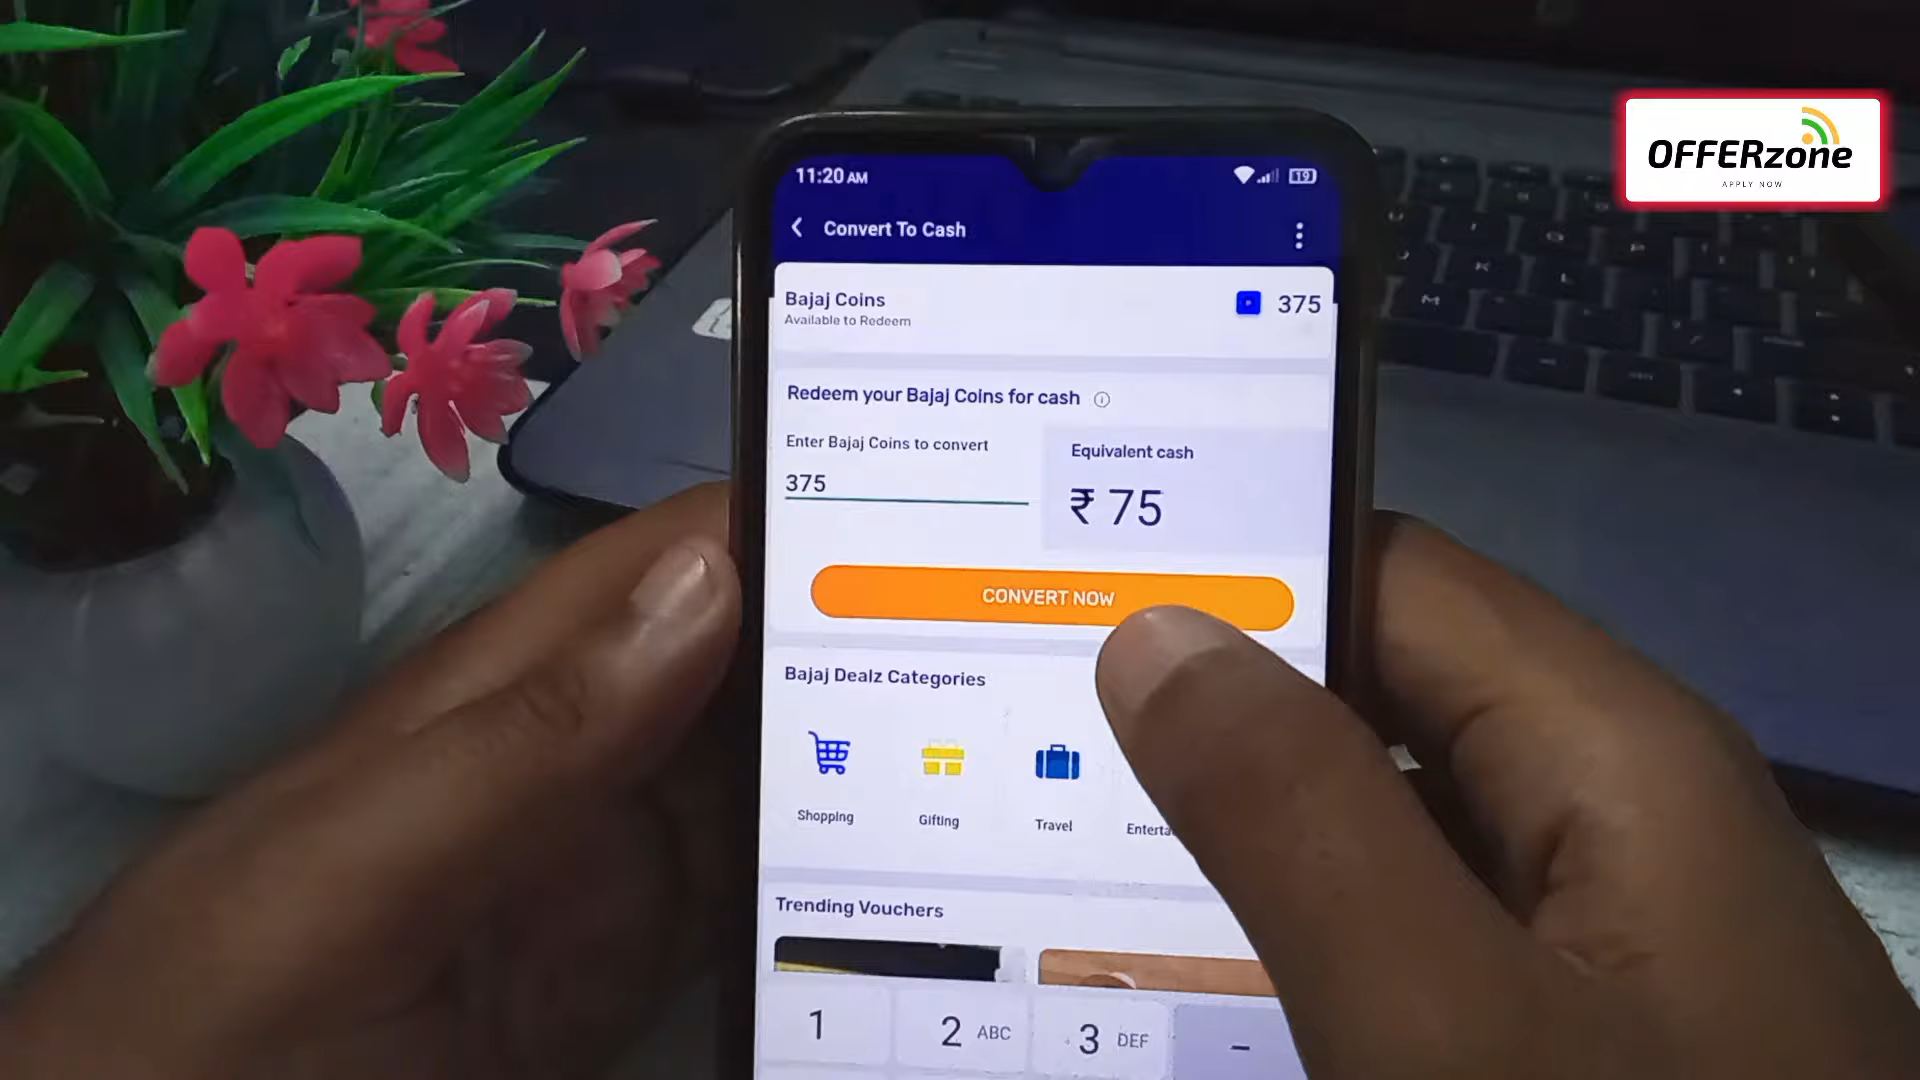 OFFERzone
APPLY NOW
11:20 AM
19
Convert To Cash
Bajaj Coins
375
Available to Redeem
Redeem your Bajaj Coins for cash
Enter Bajaj Coins to convert
Equivalent cash
375
₹ 75
CONVERT NOW
Bajaj Dealz Categories
Shopping
Gifting
Travel
Enterta
Trending Vouchers
1
2 ABC
3 DEF
-